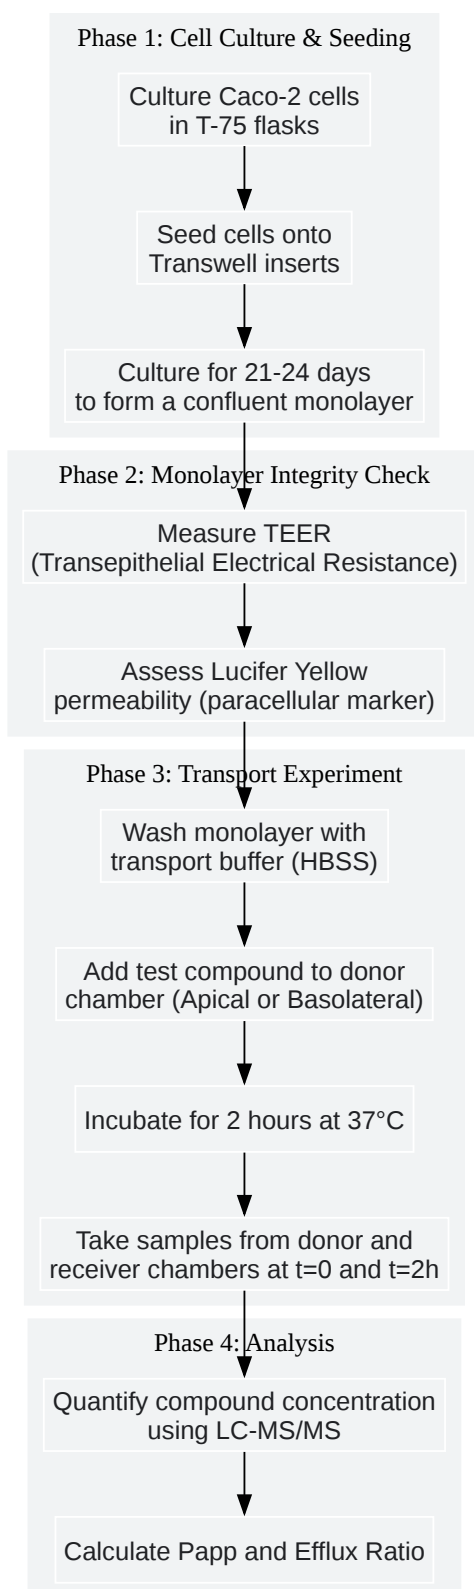 Phase 1: Cell Culture & Seeding
Culture Caco-2 cells
in T-75 flasks
Seed cells onto
Transwell inserts
Culture for 21-24 days
to form a confluent monolayer
Phase 2: Monolayer Integrity Check
Measure TEER
(Transepithelial Electrical Resistance)
Assess Lucifer Yellow
permeability (paracellular marker)
Phase 3: Transport Experiment
Wash monolayer with
transport buffer (HBSS)
Add test compound to donor
chamber (Apical or Basolateral)
Incubate for 2 hours at 37°C
Take samples from donor and
receiver chambers at t=0 and t=2h
Phase 4: Analysis
Quantify compound concentration
using LC-MS/MS
Calculate Papp and Efflux Ratio